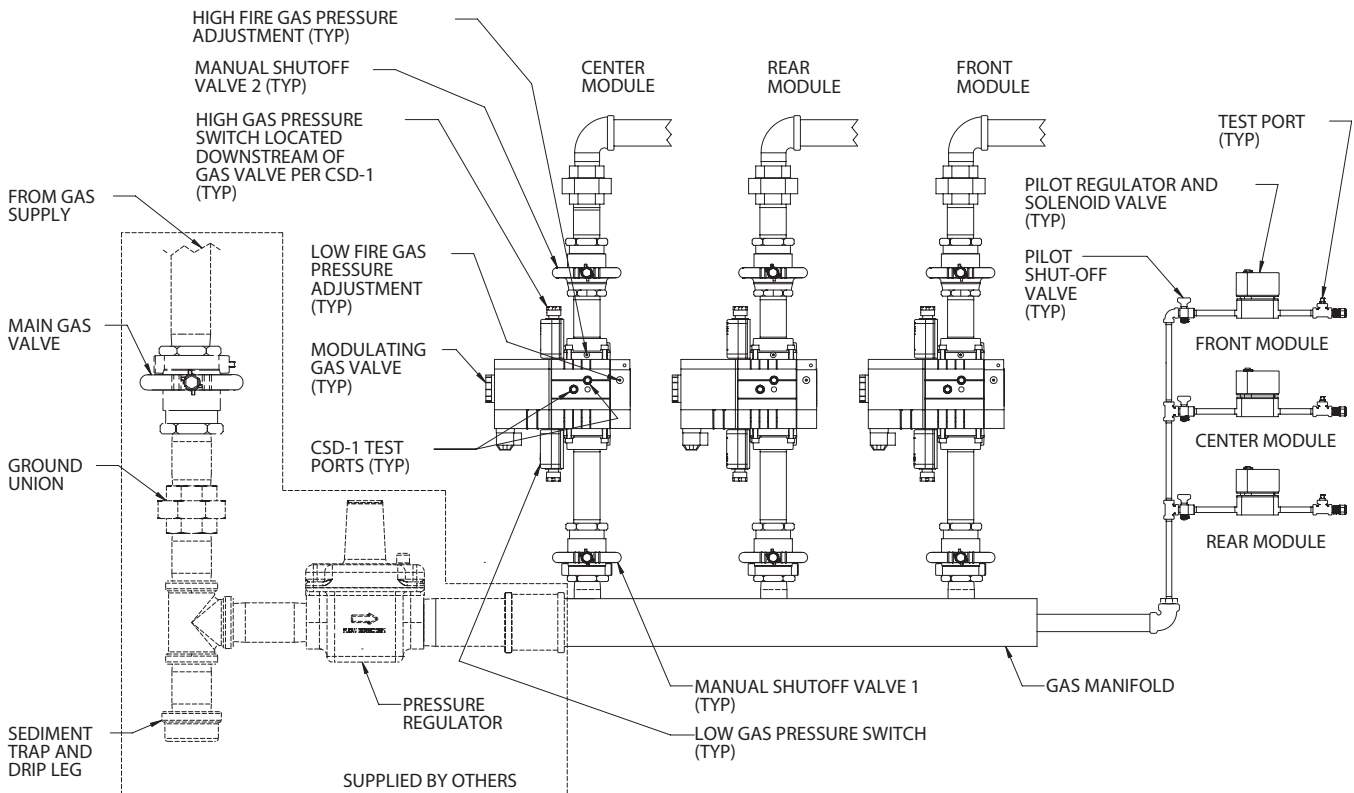 HIGH FIRE GAS PRESSURE
ADJUSTMENT (TYP)
MANUAL SHUTOFF
VALVE 2 (TYP)
HIGH GAS PRESSURE
SWITCH LOCATED
DOWNSTREAM OF
GAS VALVE PER CSD-1
(TYP)
CENTER
MODULE
REAR
MODULE
FRONT
MODULE
TEST PORT
(TYP)
FROM GAS
SUPPLY
PILOT REGULATOR AND
SOLENOID VALVE
(TYP)
LOW FIRE GAS
PRESSURE
ADJUSTMENT
(TYP)
PILOT
SHUT-OFF
VALVE
(TYP)
MAIN GAS
VALVE
MODULATING
GAS VALVE
(TYP)
FRONT MODULE
CSD-1 TEST
PORTS (TYP)
CENTER MODULE
GROUND
UNION
REAR MODULE
FLOW DIRECTION
MANUAL SHUTOFF VALVE 1
(TYP)
GAS MANIFOLD
PRESSURE
REGULATOR
LOW GAS PRESSURE SWITCH
(TYP)
SEDIMENT
TRAP AND
DRIP LEG
SUPPLIED BY OTHERS